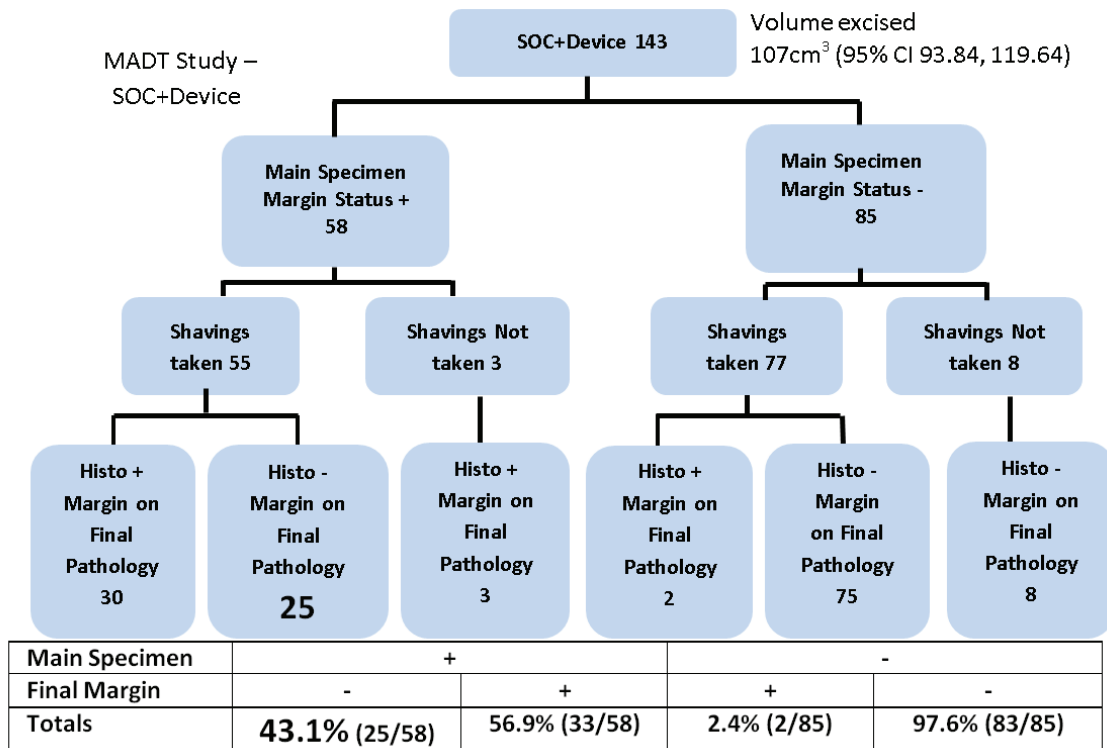 MADT Study –
SOC+Device
SOC+Device 143
Volume excised
107cm³ (95% CI 93.84, 119.64)
Main Specimen
Margin Status +
58
Main Specimen
Margin Status -
85
Shavings
taken 55
Shavings Not
taken 3
Shavings
taken 77
Shavings Not
taken 8
Histo +
Margin on
Final
Pathology
30
Histo -
Margin on
Final
Pathology
25
Histo +
Margin on
Final
Pathology
3
Histo +
Margin on
Final
Pathology
2
Histo -
Margin
on Final
Pathology
75
Histo -
Margin on
Final
Pathology
8
Main Specimen + -
Final Margin - + + -
Totals 43.1% (25/58) 56.9% (33/58) 2.4% (2/85) 97.6% (83/85)